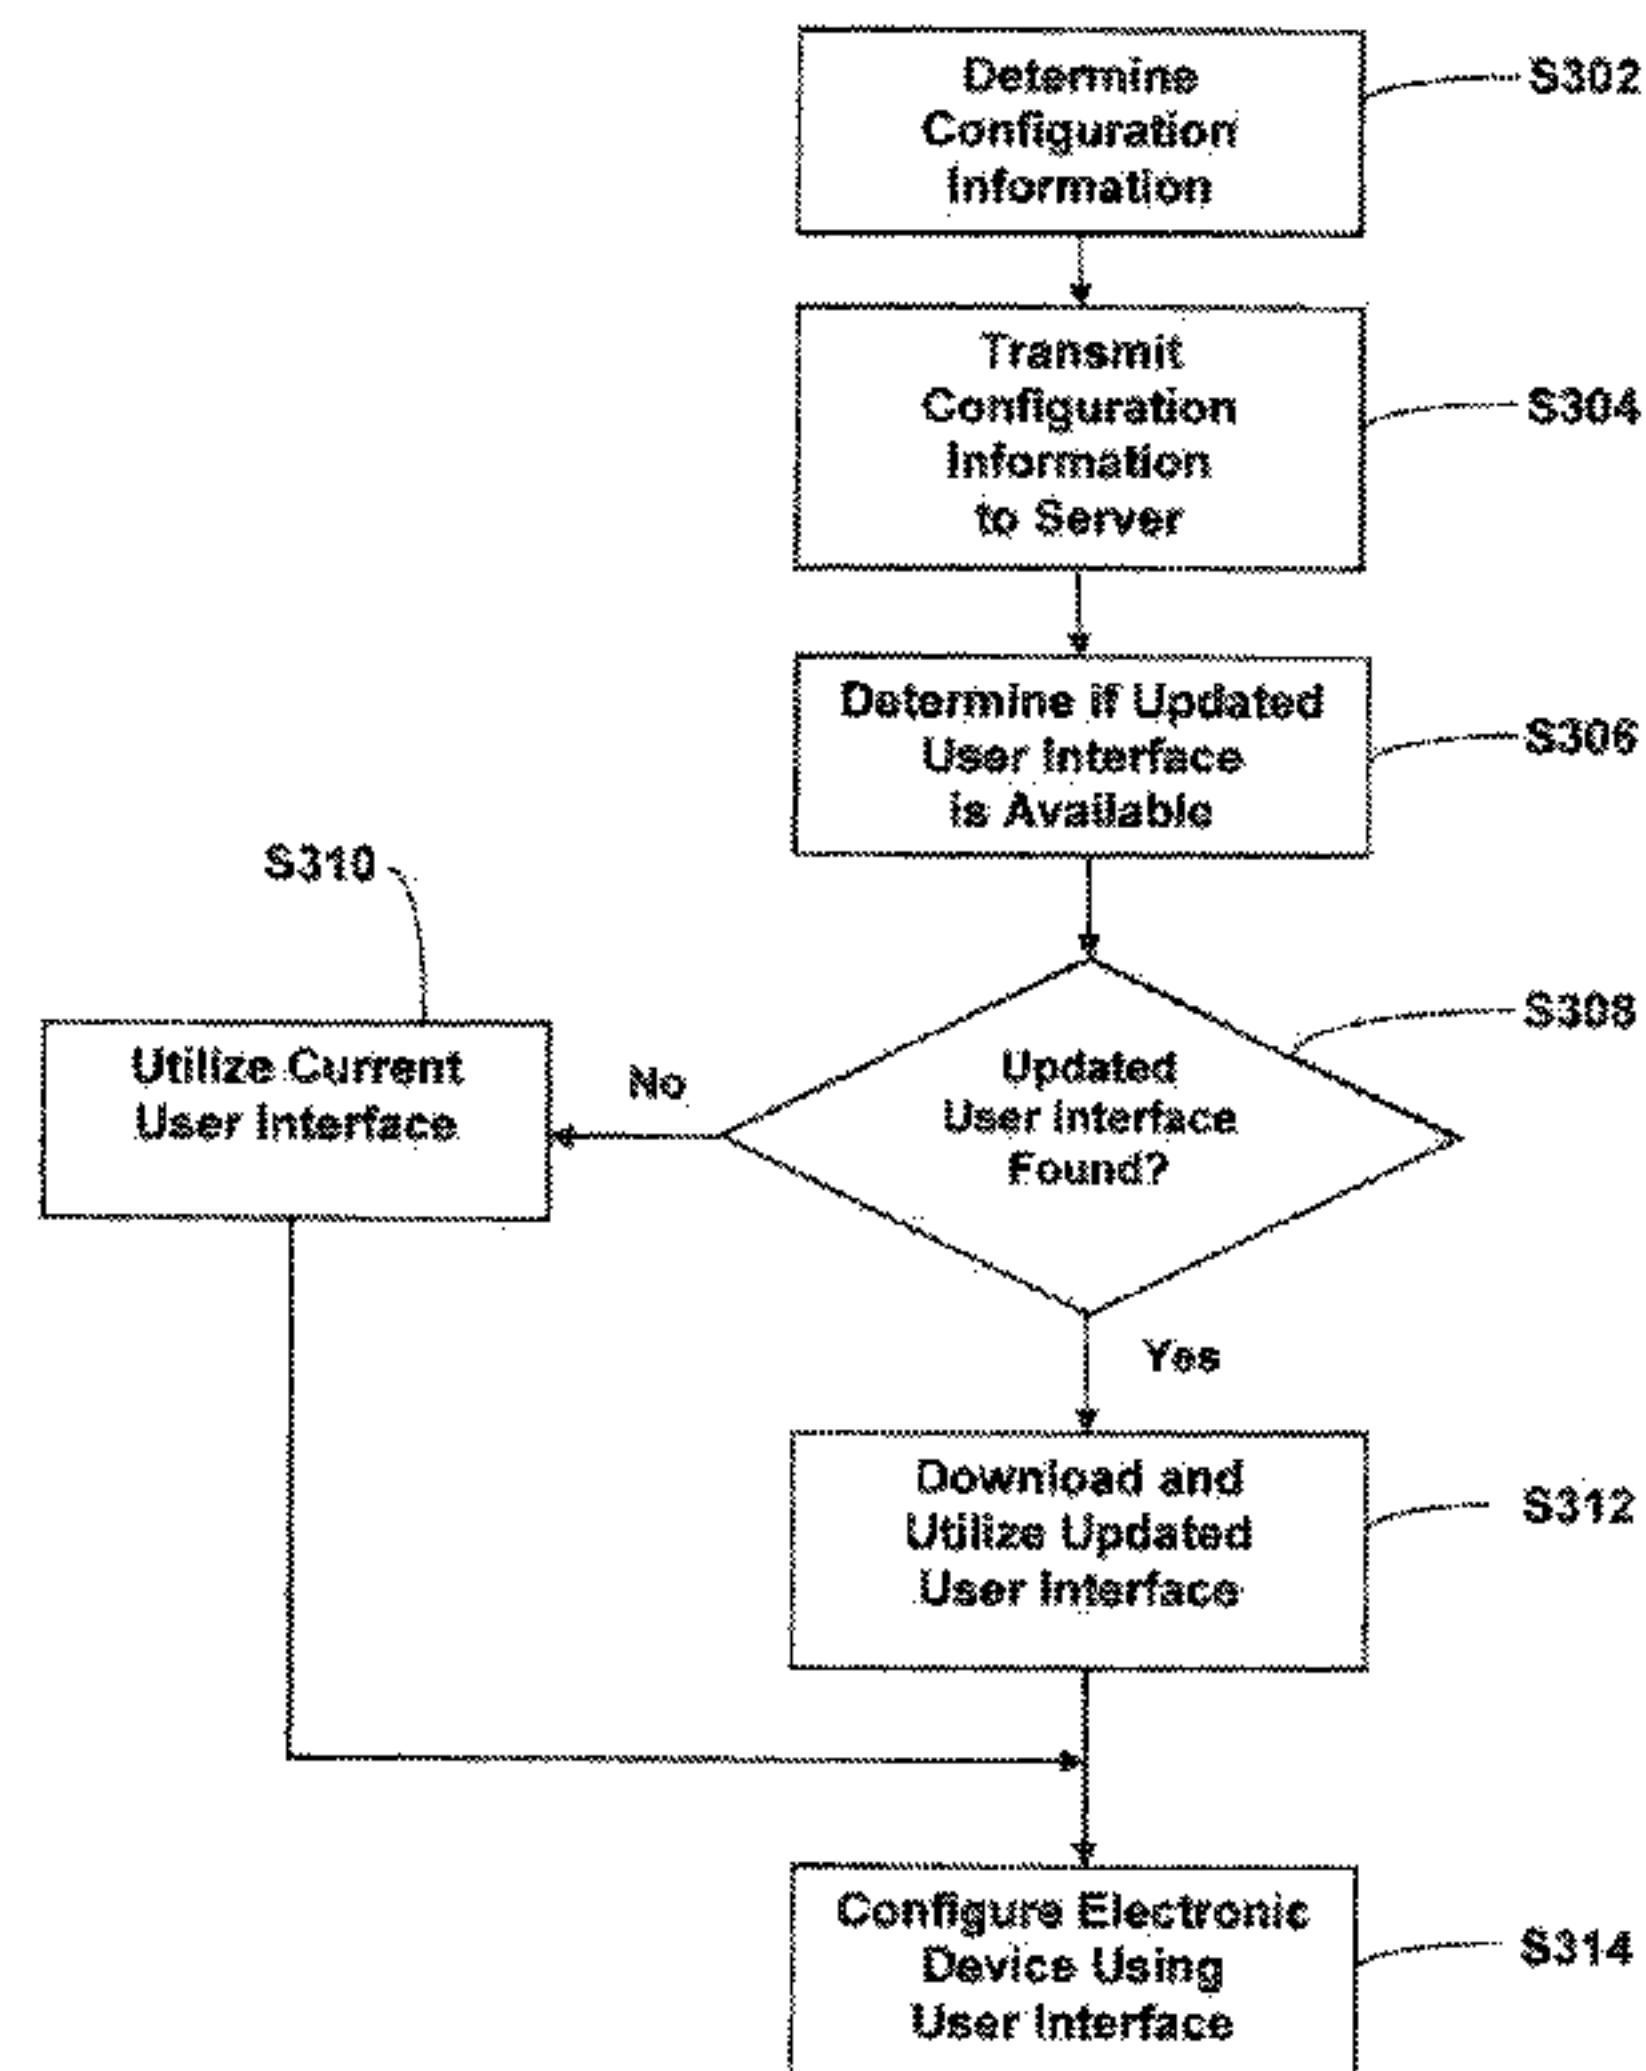 Determine
Configuration
Information
S302
Transmit
Configuration
Information
to Server
S304
Determine if Updated
User Interface
is Available
S306
S310
Utilize Current
User Interface
No
Updated
User Interface
Found?
S308
Yes
Download and
Utilize Updated
User Interface
S312
Configure Electronic
Device Using
User Interface
S314